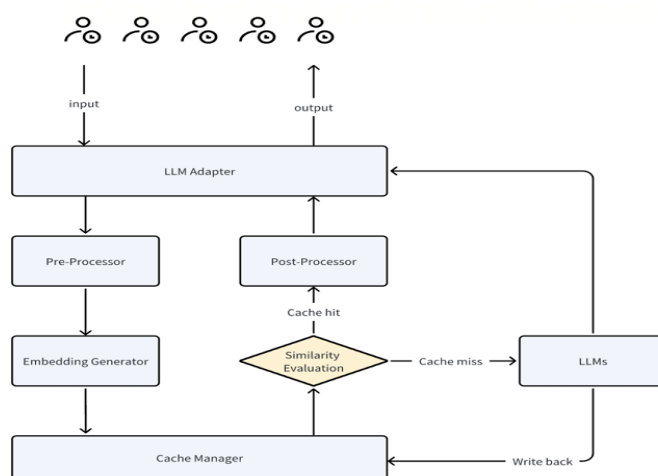 input
output
LLM Adapter
Pre-Processor
Post-Processor
Cache hit
Embedding Generator
Similarity
Evaluation
Cache miss
LLMs
Cache Manager
Write back